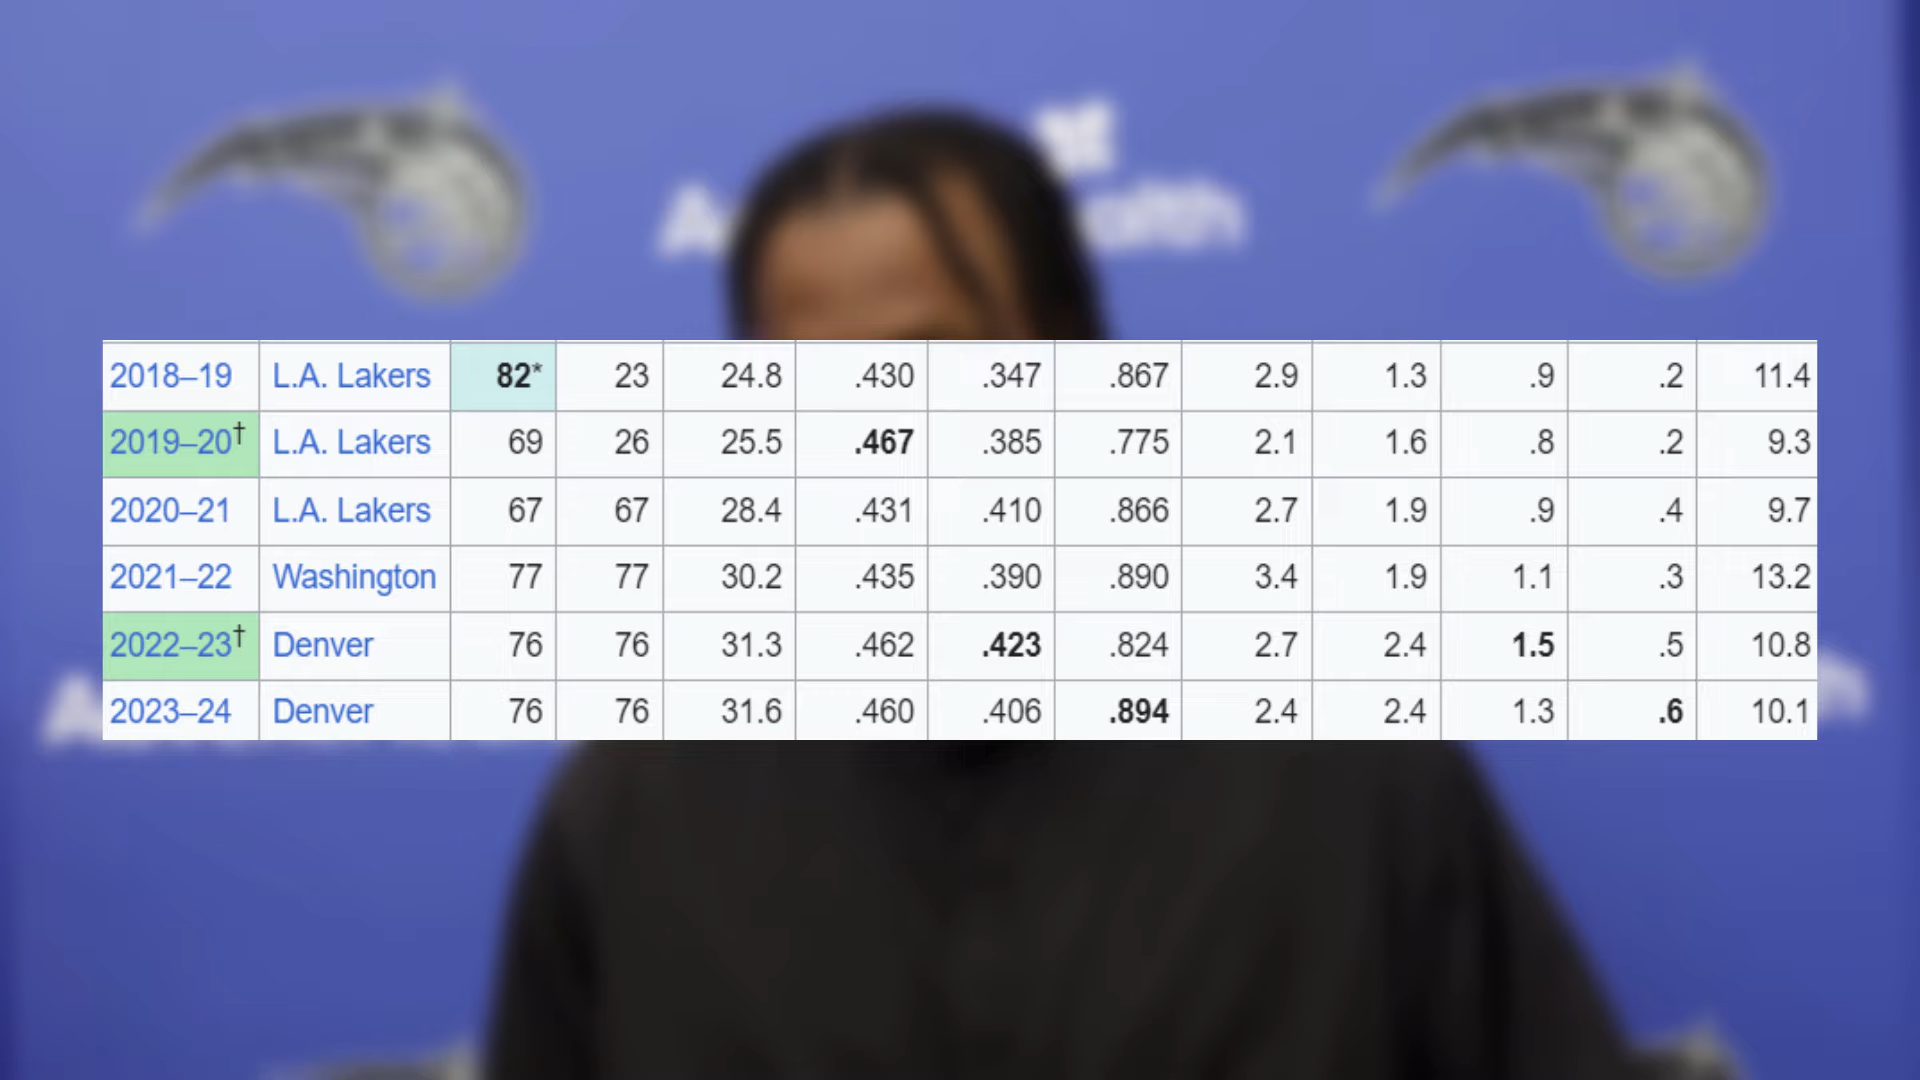 2018–19 L.A. Lakers 82* 23 24.8 .430 .347 .867 2.9 1.3 .9 .2 11.4
2019–20† L.A. Lakers 69 26 25.5 .467 .385 .775 2.1 1.6 .8 .2 9.3
2020–21 L.A. Lakers 67 67 28.4 .431 .410 .866 2.7 1.9 .9 .4 9.7
2021–22 Washington 77 77 30.2 .435 .390 .890 3.4 1.9 1.1 .3 13.2
2022–23† Denver 76 76 31.3 .462 .423 .824 2.7 2.4 1.5 .5 10.8
2023–24 Denver 76 76 31.6 .460 .406 .894 2.4 2.4 1.3 .6 10.1